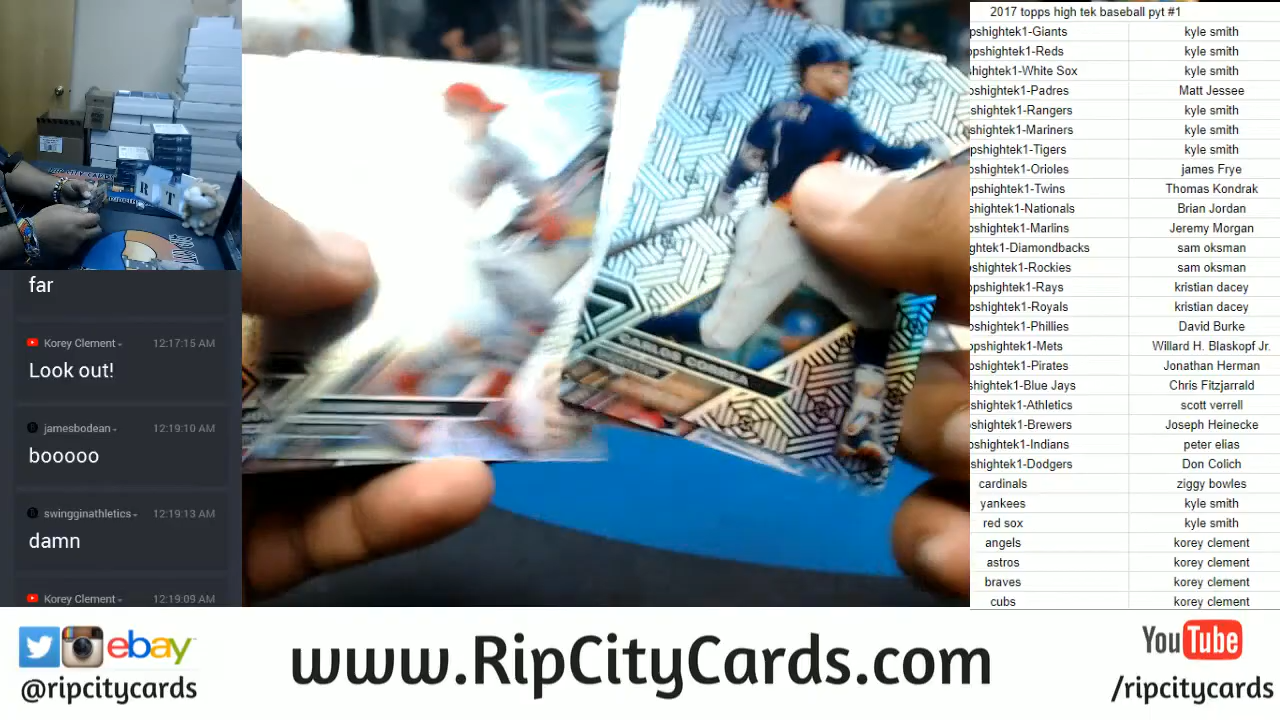 far
Korey Clement 12:17:15 AM
Look out!
jamesbodean 12:19:10 AM
booooo
swingginathletics 12:19:13 AM
damn
Korey Clement 12:19:09 AM
R T
CARLOS CORREA
2017 topps high tek baseball pyt #1
pshightek1-Giants kyle smith
opshightek1-Reds kyle smith
shightek1-White Sox kyle smith
opshightek1-Padres Matt Jessee
pshightek1-Rangers kyle smith
shightek1-Mariners kyle smith
pshightek1-Tigers kyle smith
shightek1-Orioles james Frye
pshightek1-Twins Thomas Kondrak
shightek1-Nationals Brian Jordan
pshightek1-Marlins Jeremy Morgan
ghtek1-Diamondbacks sam oksman
pshightek1-Rockies sam oksman
opshightek1-Rays kristian dacey
pshightek1-Royals kristian dacey
shightek1-Phillies David Burke
opshightek1-Mets Willard H. Blaskopf Jr.
pshightek1-Pirates Jonathan Herman
shightek1-Blue Jays Chris Fitzjarrald
shightek1-Athletics scott verrell
shightek1-Brewers Joseph Heinecke
pshightek1-Indians peter elias
shightek1-Dodgers Don Colich
cardinals ziggy bowles
yankees kyle smith
red sox kyle smith
angels korey clement
astros korey clement
braves korey clement
cubs korey clement
ebay
@ripcitycards
www.RipCityCards.com
YouTube
/ripcitycards